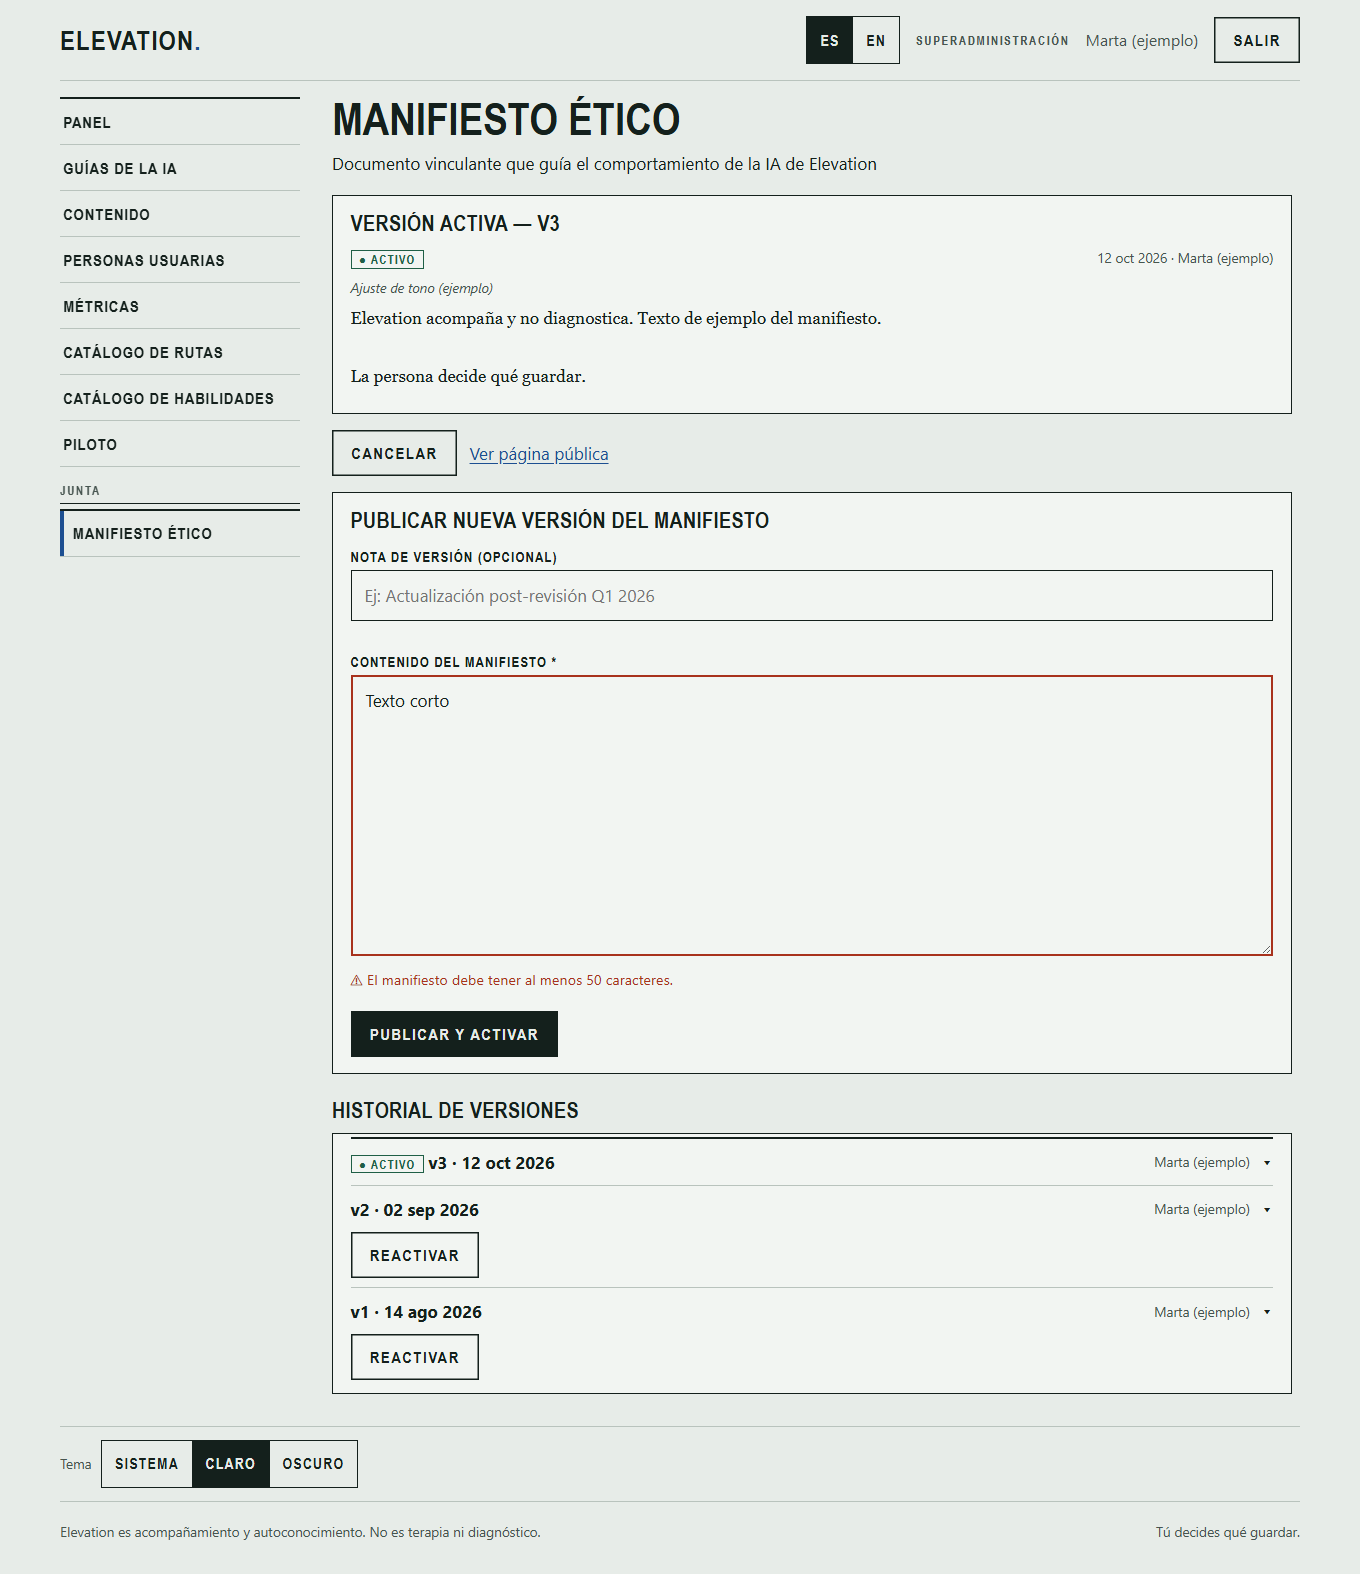 ELEVATION.
ES EN SUPERADMINISTRACIÓN Marta (ejemplo) SALIR
PANEL
GUÍAS DE LA IA
CONTENIDO
PERSONAS USUARIAS
MÉTRICAS
CATÁLOGO DE RUTAS
CATÁLOGO DE HABILIDADES
PILOTO
JUNTA
MANIFIESTO ÉTICO
MANIFIESTO ÉTICO
Documento vinculante que guía el comportamiento de la IA de Elevation
VERSIÓN ACTIVA — V3
● ACTIVO
12 oct 2026 · Marta (ejemplo)
Ajuste de tono (ejemplo)
Elevation acompaña y no diagnostica. Texto de ejemplo del manifiesto.
La persona decide qué guardar.
CANCELAR Ver página pública
PUBLICAR NUEVA VERSIÓN DEL MANIFIESTO
NOTA DE VERSIÓN (OPCIONAL)
Ej: Actualización post-revisión Q1 2026
CONTENIDO DEL MANIFIESTO *
Texto corto
⚠ El manifiesto debe tener al menos 50 caracteres.
PUBLICAR Y ACTIVAR
HISTORIAL DE VERSIONES
● ACTIVO v3 · 12 oct 2026 Marta (ejemplo) ▾
v2 · 02 sep 2026 Marta (ejemplo) ▾
REACTIVAR
v1 · 14 ago 2026 Marta (ejemplo) ▾
REACTIVAR
Tema SISTEMA CLARO OSCURO
Elevation es acompañamiento y autoconocimiento. No es terapia ni diagnóstico.
Tú decides qué guardar.